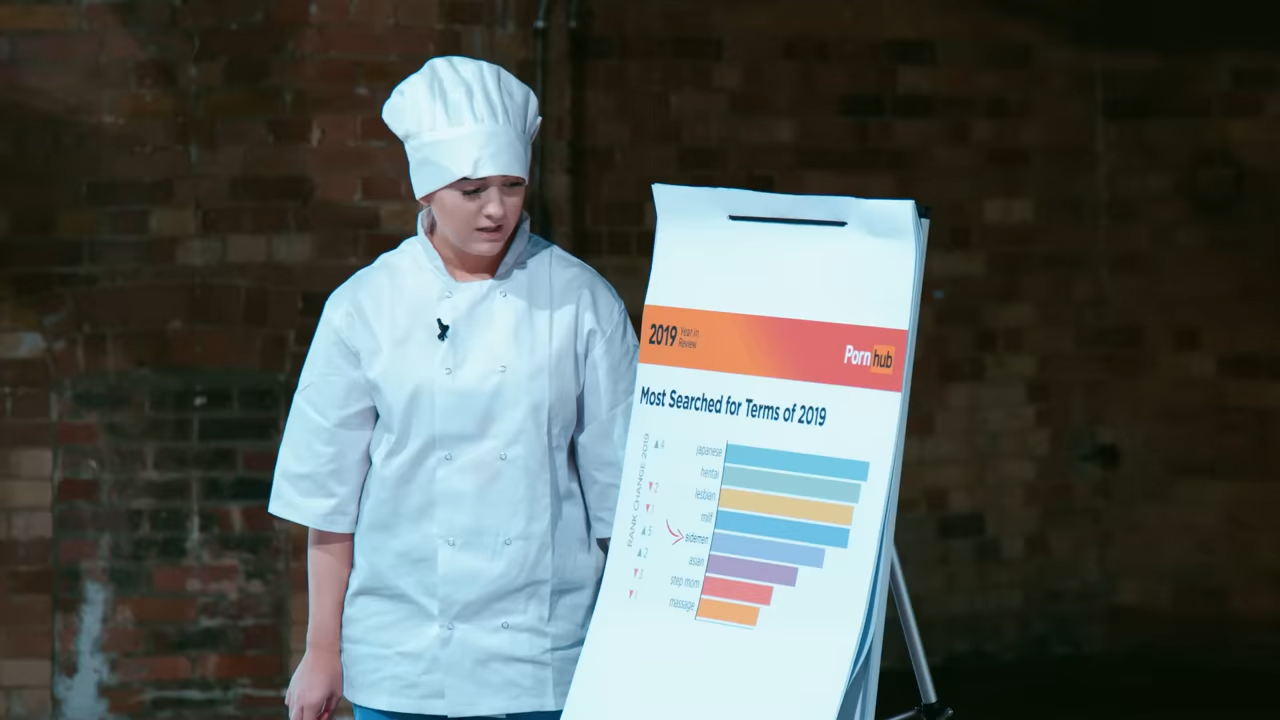 2019 Year in
Review
Pornhub
Most Searched for Terms of 2019
RANK CHANGE 2019
japanese
hentai
lesbian
milf
sidemen
asian
step mom
massage